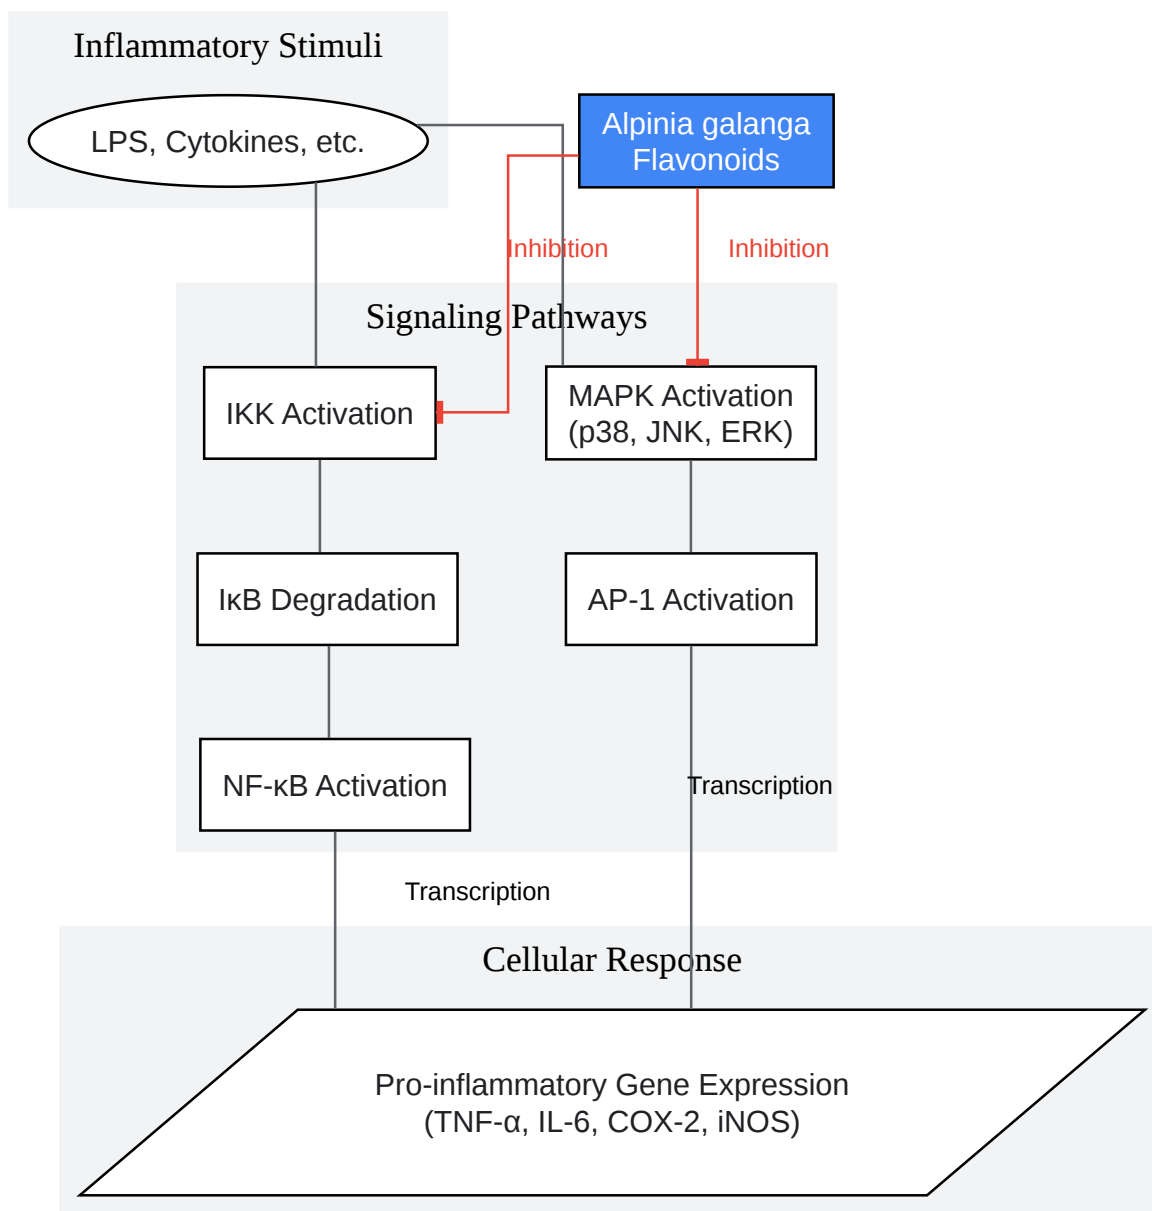 Inflammatory Stimuli
LPS, Cytokines, etc.
Alpinia galanga
Flavonoids
Inhibition
Inhibition
Signaling Pathways
IKK Activation
MAPK Activation
(p38, JNK, ERK)
IκB Degradation
AP-1 Activation
NF-κB Activation
Transcription
Transcription
Cellular Response
Pro-inflammatory Gene Expression
(TNF-α, IL-6, COX-2, iNOS)